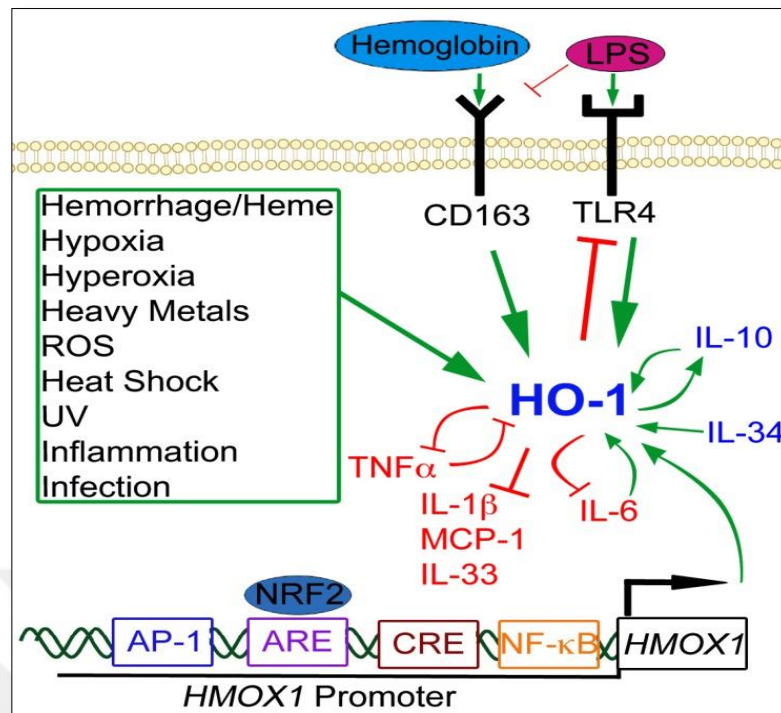 Hemoglobin
LPS
CD163
TLR4
Hemorrhage/Heme
Hypoxia
Hyperoxia
Heavy Metals
ROS
Heat Shock
UV
Inflammation
Infection
IL-10
HO-1
IL-34
TNFα
IL-1β
MCP-1
IL-33
IL-6
NRF2
AP-1
ARE
CRE
NF-κB
HMOX1
HMOX1 Promoter